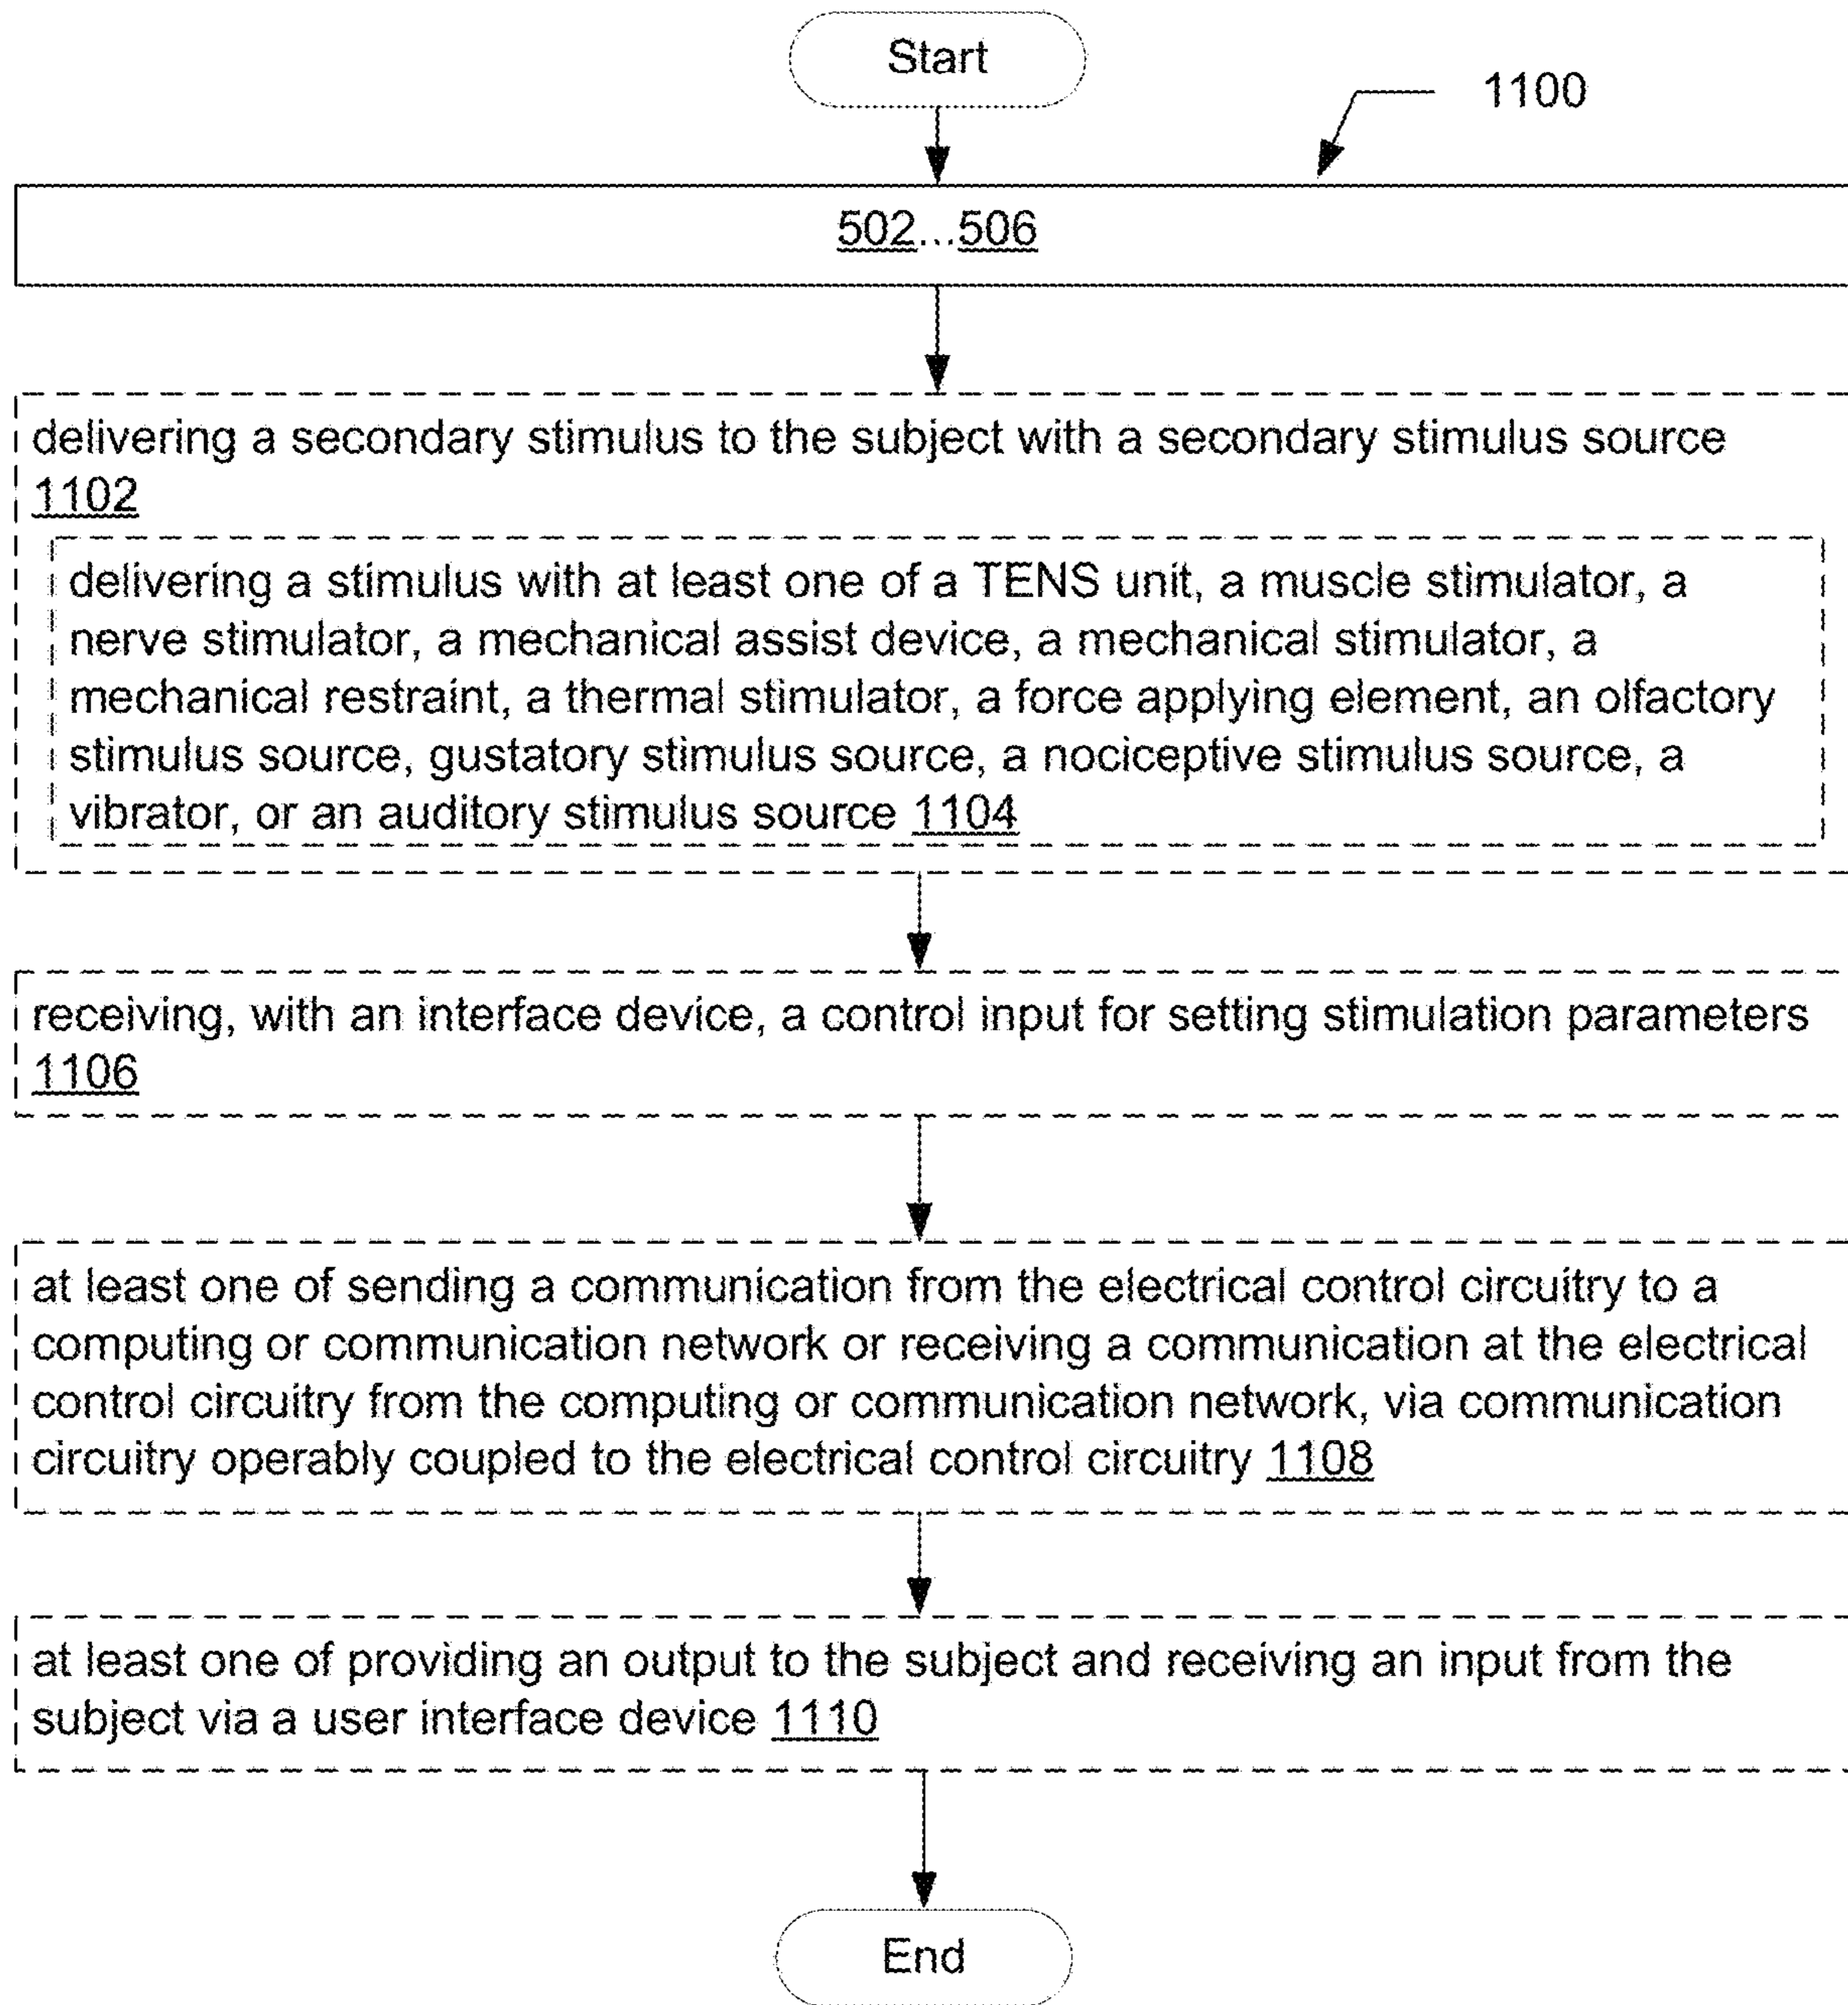 Start
1100
502...506
delivering a secondary stimulus to the subject with a secondary stimulus source
1102
delivering a stimulus with at least one of a TENS unit, a muscle stimulator, a
nerve stimulator, a mechanical assist device, a mechanical stimulator, a
mechanical restraint, a thermal stimulator, a force applying element, an olfactory
stimulus source, gustatory stimulus source, a nociceptive stimulus source, a
vibrator, or an auditory stimulus source 1104
receiving, with an interface device, a control input for setting stimulation parameters
1106
at least one of sending a communication from the electrical control circuitry to a
computing or communication network or receiving a communication at the electrical
control circuitry from the computing or communication network, via communication
circuitry operably coupled to the electrical control circuitry 1108
at least one of providing an output to the subject and receiving an input from the
subject via a user interface device 1110
End